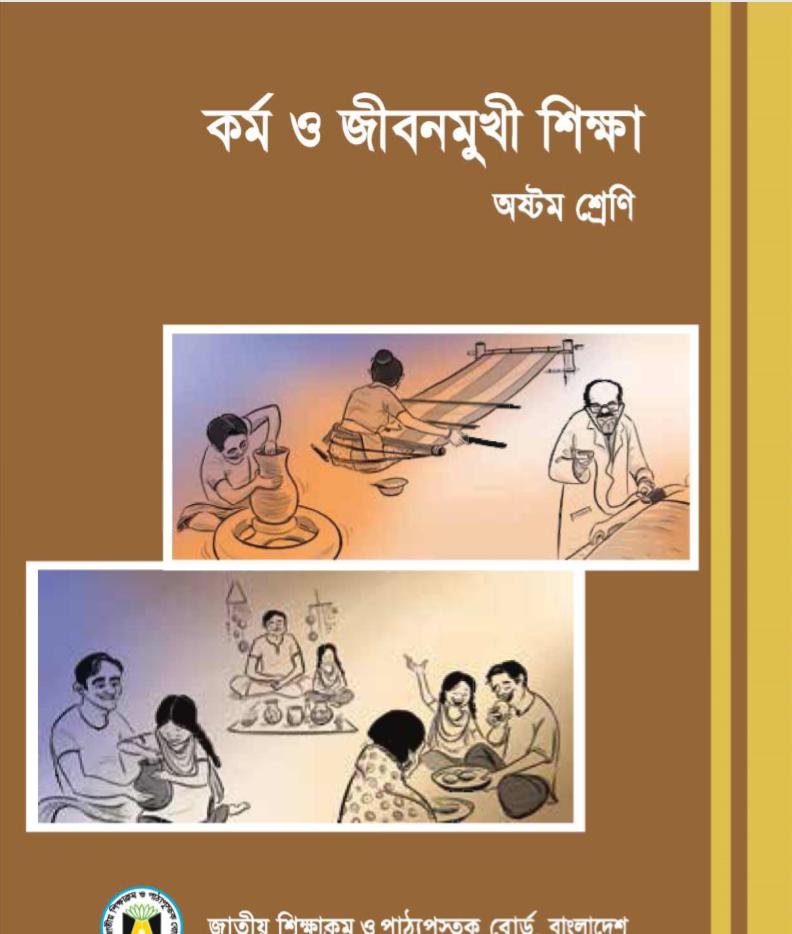 কর্ম ও জীবনমুখী শিক্ষা
অষ্টম শ্রেণি
জাতীয় শিক্ষাক্রম ও পাঠ্যপুস্তক বোর্ড, বাংলাদেশ